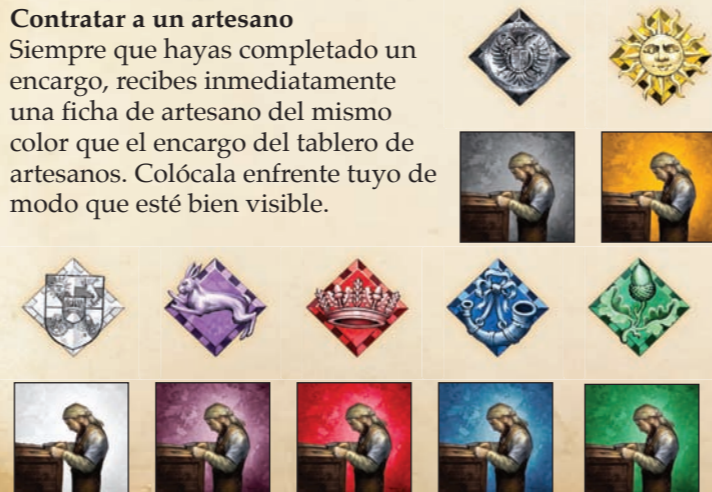 Contratar a un artesano
Siempre que hayas completado un
encargo, recibes inmediatamente
una ficha de artesano del mismo
color que el encargo del tablero de
artesanos. Colócala enfrente tuyo de
modo que esté bien visible.